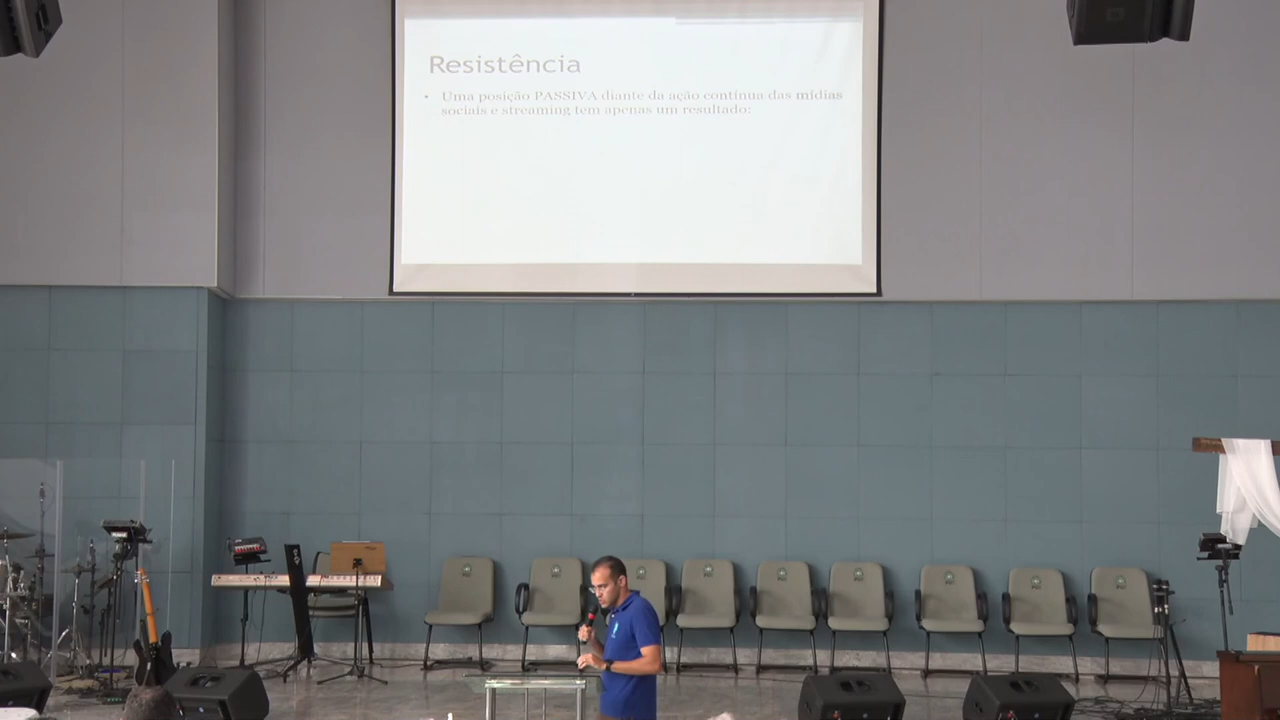 Resistência
• Uma posição PASSIVA diante da ação contínua das mídias
sociais e streaming tem apenas um resultado: